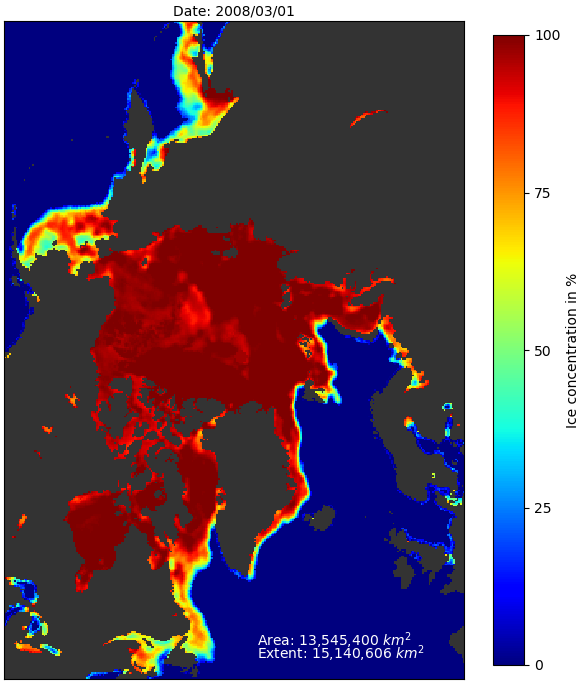 Date: 2008/03/01
100
75
50
25
0
Ice concentration in %
Area: 13,545,400 km²
Extent: 15,140,606 km²